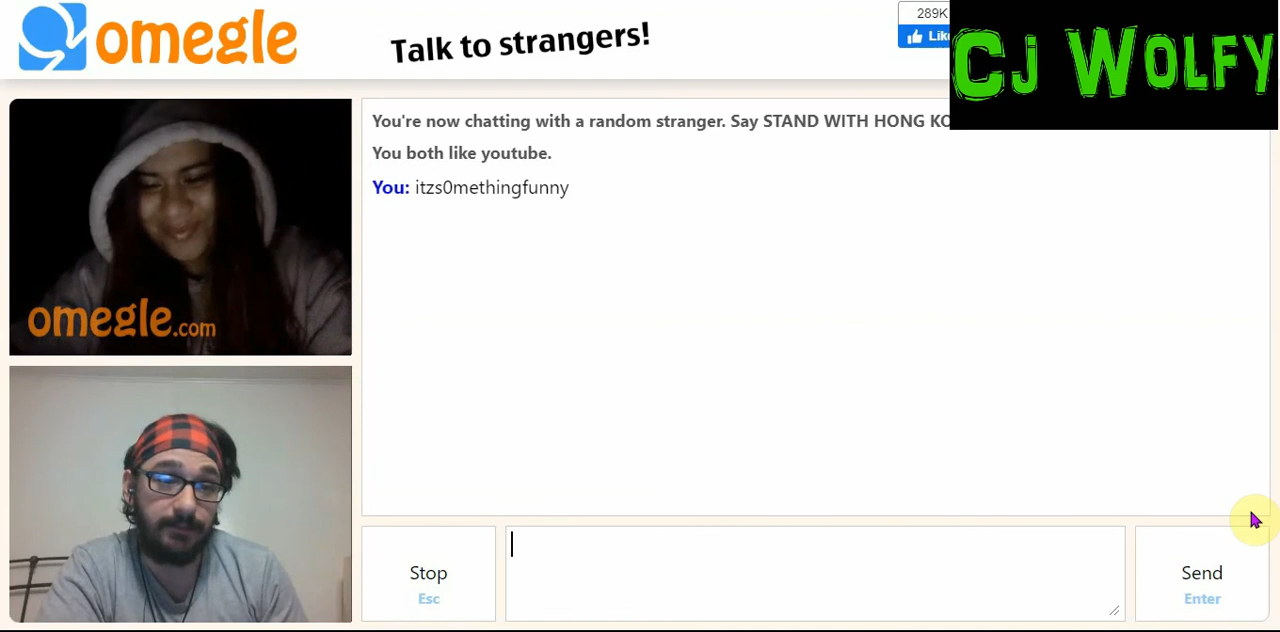 omegle
Talk to strangers!
289K
Lik
CJ WOLFY
You're now chatting with a random stranger. Say STAND WITH HONG KO
You both like youtube.
You: itzs0methingfunny
omegle.com
Stop
Esc
Send
Enter